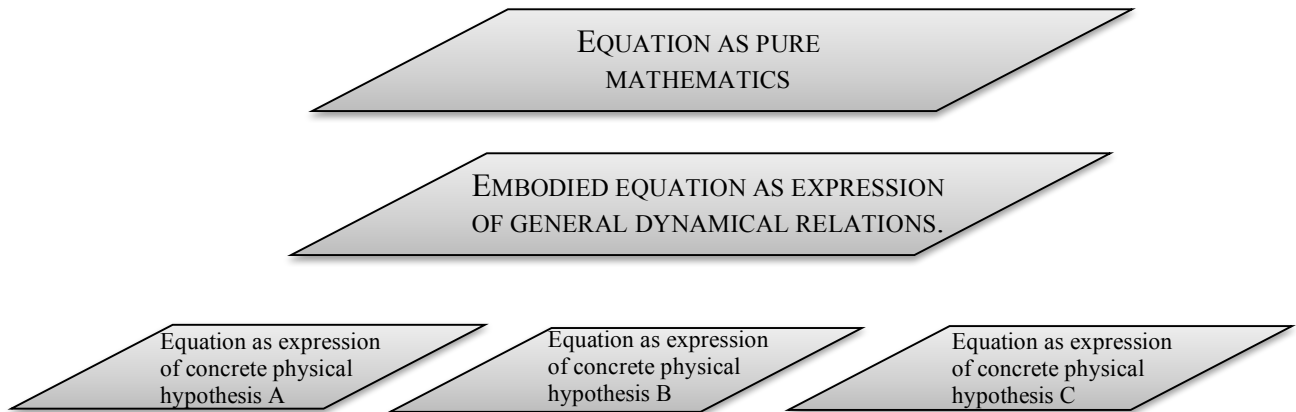 EQUATION AS PURE
MATHEMATICS
EMBODIED EQUATION AS EXPRESSION
OF GENERAL DYNAMICAL RELATIONS.
Equation as expression
of concrete physical
hypothesis A
Equation as expression
of concrete physical
hypothesis B
Equation as expression
of concrete physical
hypothesis C